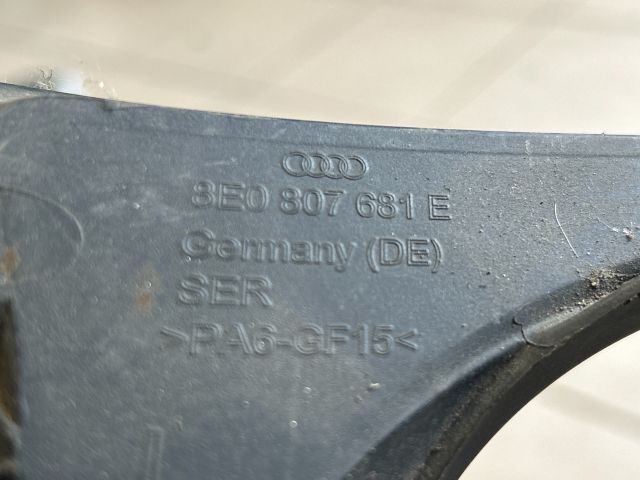 8E0 807 681 E
Germany (DE)
SER
>PA6-GF15<